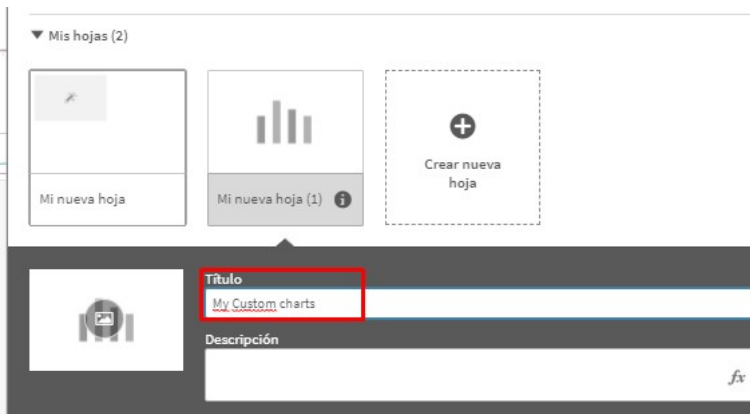 ▼ Mis hojas (2)
Mi nueva hoja
Mi nueva hoja (1)
Crear nueva
hoja
Título
My Custom charts
Descripción
fx